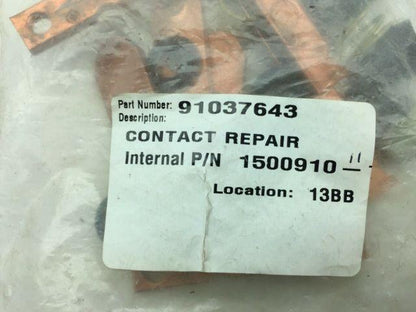 Part Number: 91037643
Description:
CONTACT REPAIR
Internal P/N 1500910
Location: 13BB